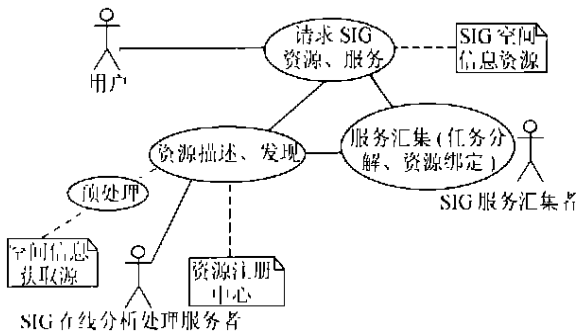 请求 SIG
资源、服务
SIG 空间
信息资源
用户
资源描述、发现
服务汇集(任务分
解、资源绑定)
预处理
SIG 服务汇集者
空间信息
获取源
资源注册
中心
SIG 在线分析处理服务者